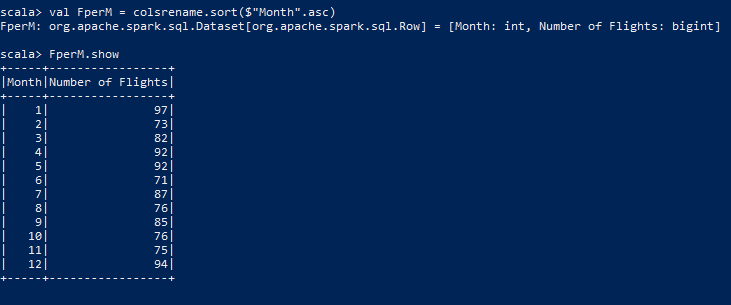 scala> val FperM = colsrename.sort($"Month".asc)
FperM: org.apache.spark.sql.Dataset[org.apache.spark.sql.Row] = [Month: int, Number of Flights: bigint]

scala> FperM.show
+-----+-----------------+
|Month|Number of Flights|
+-----+-----------------+
|    1|               97|
|    2|               73|
|    3|               82|
|    4|               92|
|    5|               92|
|    6|               71|
|    7|               87|
|    8|               76|
|    9|               85|
|   10|               76|
|   11|               75|
|   12|               94|
+-----+-----------------+